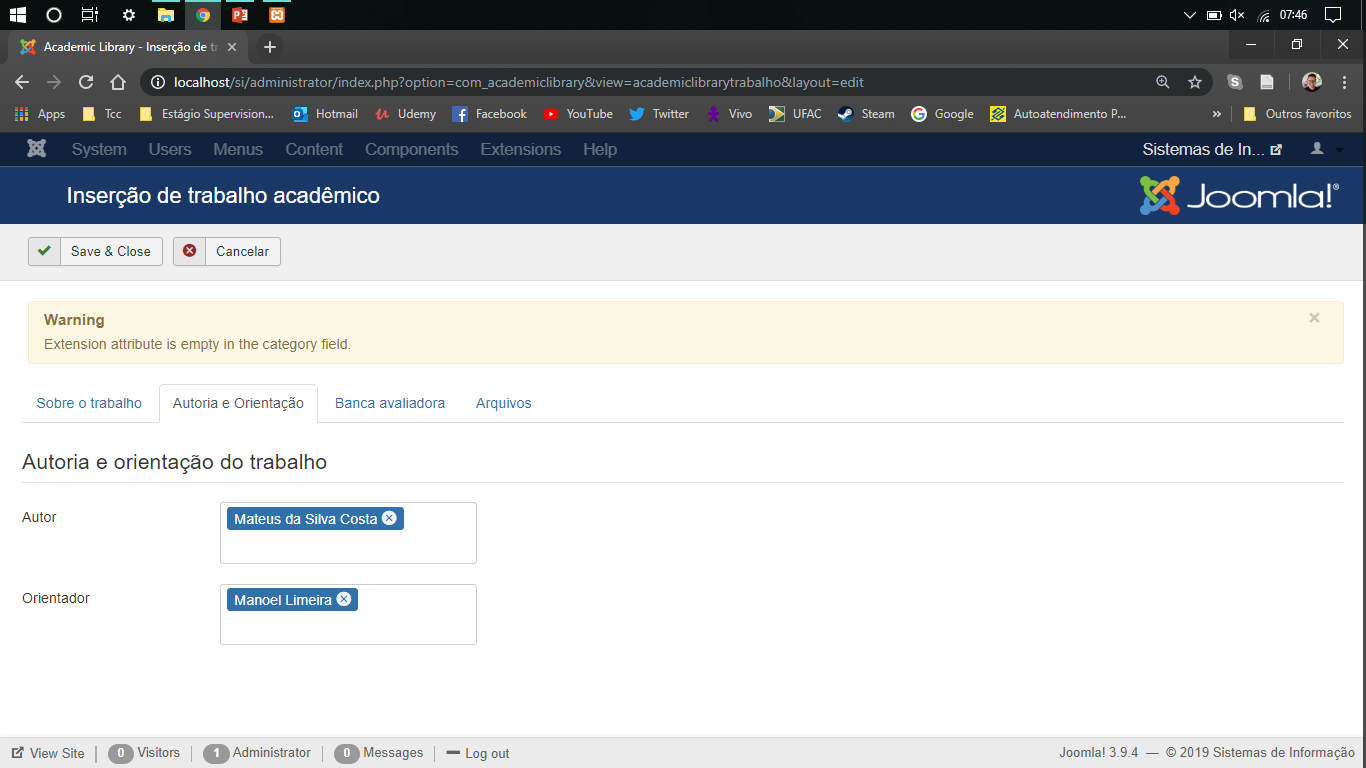 07:46
Academic Library - Inserção de tr
localhost/si/administrator/index.php?option=com_academiclibrary&view=academiclibrarytrabalho&layout=edit
Apps Tcc Estágio Supervision... Hotmail Udemy Facebook YouTube Twitter Vivo UFAC Steam Google Autoatendimento P... » Outros favoritos
System Users Menus Content Components Extensions Help Sistemas de In...
Inserção de trabalho acadêmico Joomla!®
Save & Close Cancelar
Warning
Extension attribute is empty in the category field.
Sobre o trabalho Autoria e Orientação Banca avaliadora Arquivos
Autoria e orientação do trabalho
Autor Mateus da Silva Costa
Orientador Manoel Limeira
View Site 0 Visitors 1 Administrator 0 Messages Log out Joomla! 3.9.4 — © 2019 Sistemas de Informação